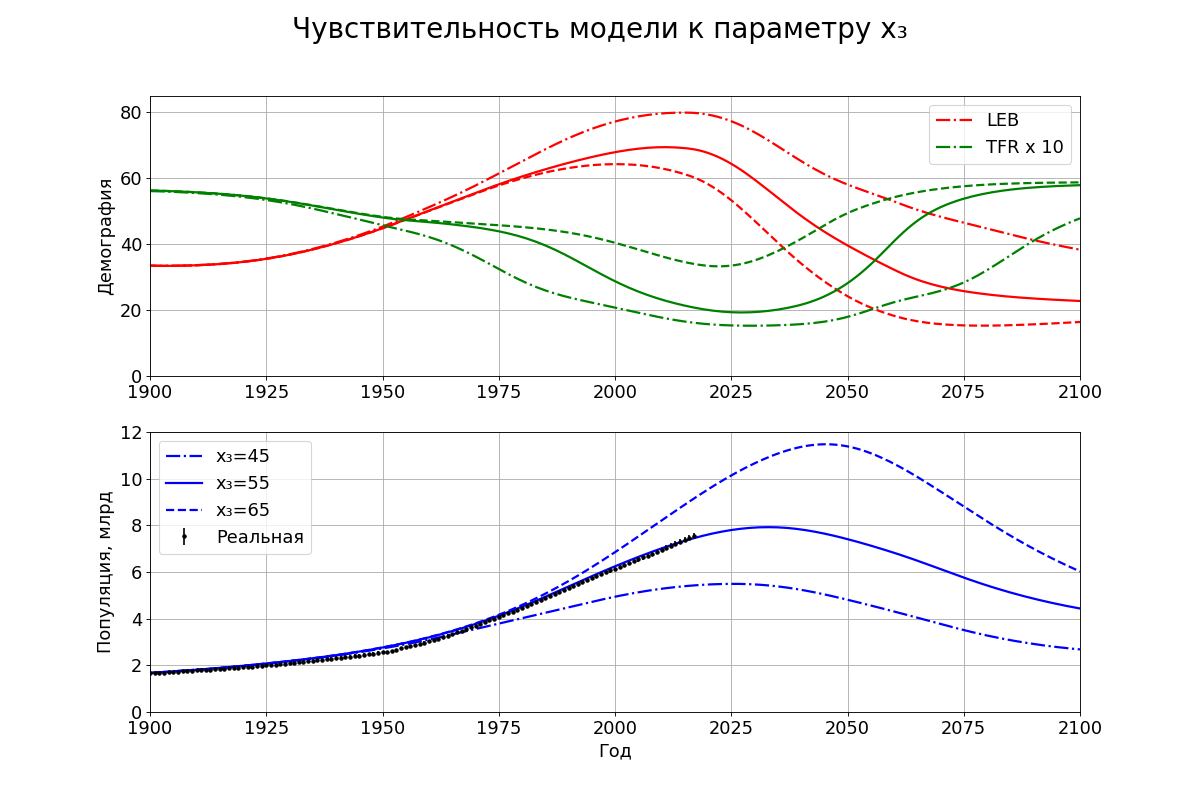 Чувствительность модели к параметру x₃
Демография
80
60
40
20
0
LEB
TFR x 10
1900 1925 1950 1975 2000 2025 2050 2075 2100
Популяция, млрд
12
10
8
6
4
2
0
x₃=45
x₃=55
x₃=65
Реальная
1900 1925 1950 1975 2000 2025 2050 2075 2100
Год